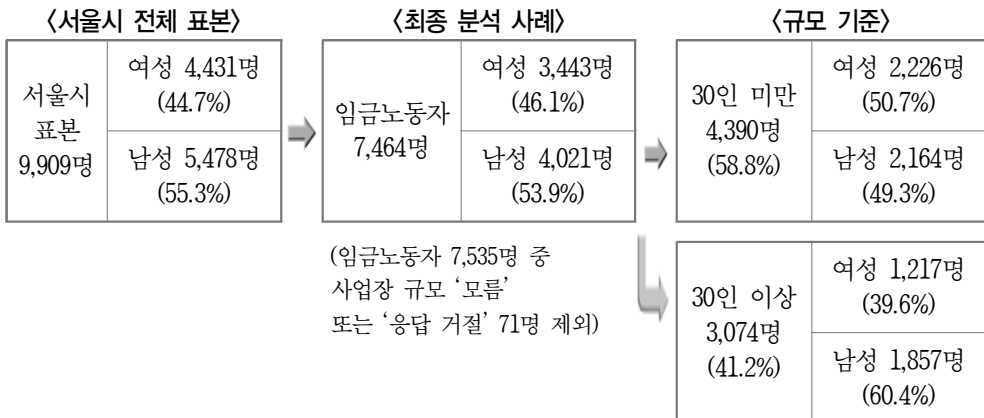 〈서울시 전체 표본〉
서울시
표본
9,909명
여성 4,431명
(44.7%)
남성 5,478명
(55.3%)
〈최종 분석 사례〉
임금노동자
7,464명
여성 3,443명
(46.1%)
남성 4,021명
(53.9%)
(임금노동자 7,535명 중
사업장 규모 ‘모름’
또는 ‘응답 거절’ 71명 제외)
〈규모 기준〉
30인 미만
4,390명
(58.8%)
여성 2,226명
(50.7%)
남성 2,164명
(49.3%)
30인 이상
3,074명
(41.2%)
여성 1,217명
(39.6%)
남성 1,857명
(60.4%)